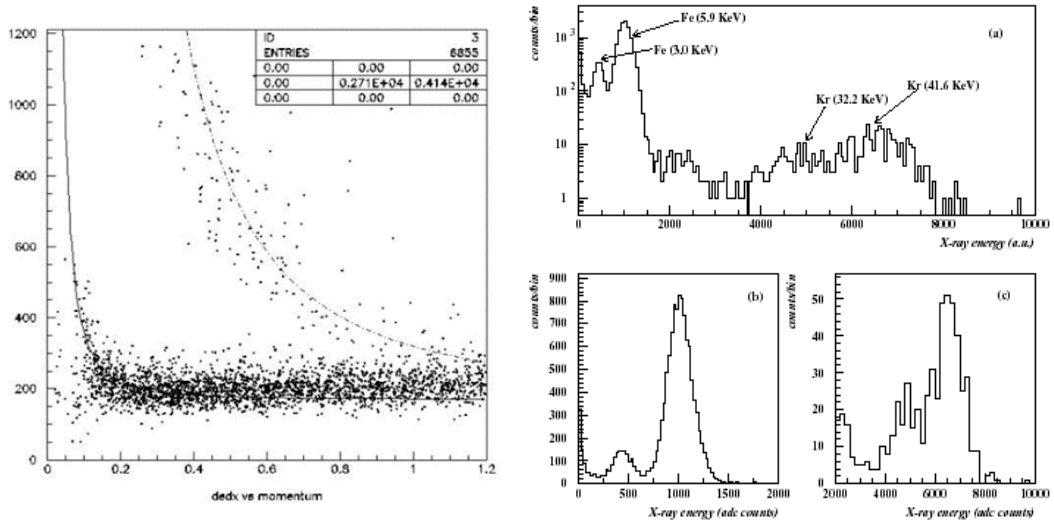 ID 3
ENTRIES 6855
0.00 0.00 0.00
0.00 0.271E+04 0.414E+04
0.00 0.00 0.00
1200
1000
800
600
400
200
0
0 0.2 0.4 0.6 0.8 1.0 1.2
dedx vs momentum
counts/bin
(a)
Fe (5.9 KeV)
Fe (3.0 KeV)
Kr (32.2 KeV)
Kr (41.6 KeV)
10 3
10 2
10
1
0 2000 4000 6000 8000 10000
X-ray energy (a.u.)
counts/bin
(b)
900
800
700
600
500
400
300
200
100
0
0 500 1000 1500 2000
X-ray energy (adc counts)
counts/bin
(c)
50
40
30
20
10
0
2000 4000 6000 8000 10000
X-ray energy (adc counts)